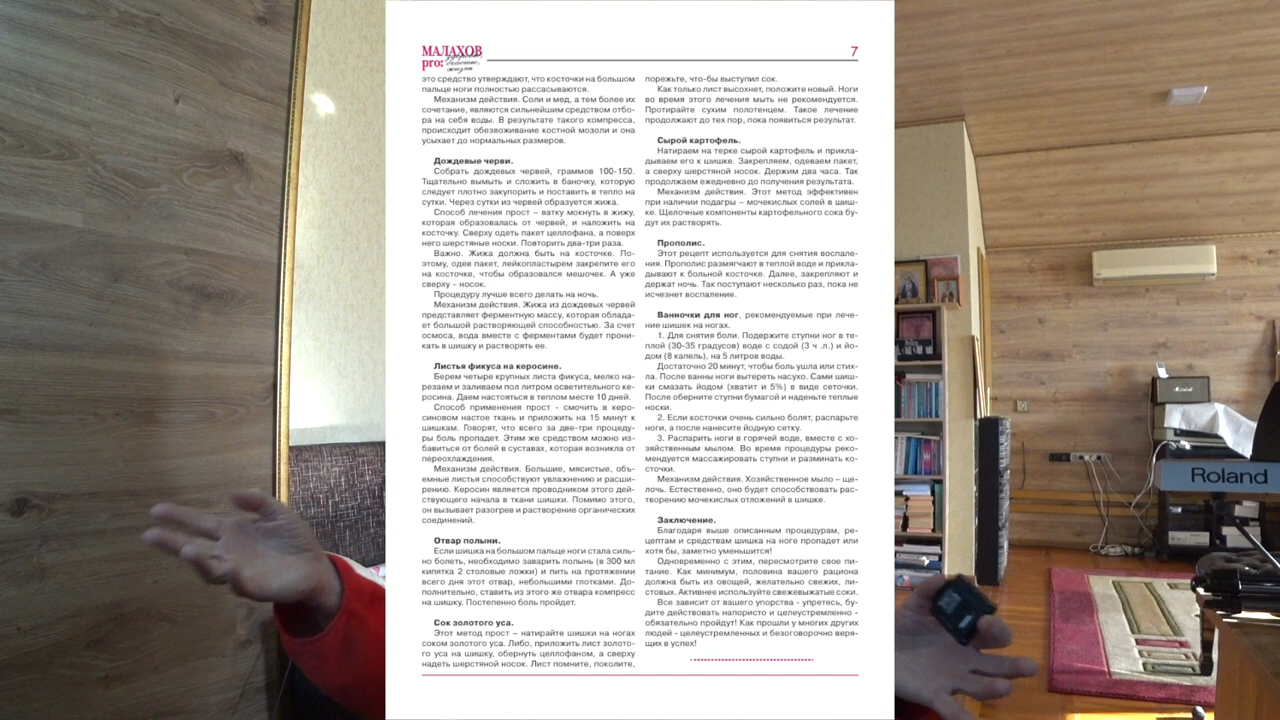 МАЛАХОВ
pro:
7
это средство утверждают, что косточки на большом
пальце ноги полностью рассасываются.
Механизм действия. Соли и мед, а тем более их
сочетание, являются сильнейшим средством отбо-
ра на себя воды. В результате такого компресса,
происходит обезвоживание костной мозоли и она
усыхает до нормальных размеров.
Дождевые черви.
Собрать дождевых червей, граммов 100-150.
Тщательно вымыть и сложить в баночку, которую
следует плотно закупорить и поставить в тепло на
сутки. Через сутки из червей образуется жижа.
Способ лечения прост – ватку мокнуть в жижу,
которая образовалась от червей, и наложить на
косточку. Сверху одеть пакет целлофана, а поверх
него шерстяные носки. Повторить два-три раза.
Важно. Жижа должна быть на косточке. По-
этому, одев пакет, лейкопластырем закрепите его
на косточке, чтобы образовался мешочек. А уже
сверху – носок.
Процедуру лучше всего делать на ночь.
Механизм действия. Жижа из дождевых червей
представляет ферментную массу, которая облада-
ет большой растворяющей способностью. За счет
осмоса, вода вместе с ферментами будет прони-
кать в шишку и растворять ее.
Листья фикуса на керосине.
Берем четыре крупных листа фикуса, мелко на-
резаем и заливаем пол литром осветительного ке-
росина. Даем настояться в теплом месте 10 дней.
Способ применения прост - смочить в керо-
синовом настое ткань и приложить на 15 минут к
шишкам. Говорят, что всего за две-три процеду-
ры боль пропадет. Этим же средством можно из-
бавиться от болей в суставах, которая возникла от
переохлаждения.
Механизм действия. Большие, мясистые, объ-
емные листья способствуют увлажнению и расши-
рению. Керосин является проводником этого дей-
ствующего начала в ткани шишки. Помимо этого,
он вызывает разогрев и растворение органических
соединений.
Отвар полыни.
Если шишка на большом пальце ноги стала силь-
но болеть, необходимо заварить полынь (в 300 мл
кипятка 2 столовые ложки) и пить на протяжении
всего дня этот отвар, небольшими глотками. До-
полнительно, ставить из этого же отвара компресс
на шишку. Постепенно боль пройдет.
Сок золотого уса.
Этот метод прост – натирайте шишки на ногах
соком золотого уса. Либо, приложить лист золото-
го уса на шишку, обернуть целлофаном, а сверху
надеть шерстяной носок. Лист помните, поколите,
порежьте, что-бы выступил сок.
Как только лист высохнет, положите новый. Ноги
во время этого лечения мыть не рекомендуется.
Протирайте сухим полотенцем. Такое лечение
продолжают до тех пор, пока появиться результат.
Сырой картофель.
Натираем на терке сырой картофель и прикла-
дываем его к шишке. Закрепляем, одеваем пакет,
а сверху шерстяной носок. Держим два часа. Так
продолжаем ежедневно до получения результата.
Механизм действия. Этот метод эффективен
при наличии подагры – мочекислых солей в шиш-
ке. Щелочные компоненты картофельного сока бу-
дут их растворять.
Прополис.
Этот рецепт используется для снятия воспале-
ния. Прополис размягчают в теплой воде и прикла-
дывают к больной косточке. Далее, закрепляют и
держат ночь. Так поступают несколько раз, пока не
исчезнет воспаление.
Ванночки для ног, рекомендуемые при лече-
ние шишек на ногах.
1. Для снятия боли. Подержите ступни ног в те-
плой (30-35 градусов) воде с содой (3 ч .л.) и йо-
дом (8 капель), на 5 литров воды.
Достаточно 20 минут, чтобы боль ушла или стих-
ла. После ванны ноги вытереть насухо. Сами шиш-
ки смазать йодом (хватит и 5%) в виде сеточки.
После оберните ступни бумагой и наденьте теплые
носки.
2. Если косточки очень сильно болят, распарьте
ноги, а после нанесите йодную сетку.
3. Распарить ноги в горячей воде, вместе с хо-
зяйственным мылом. Во время процедуры реко-
мендуется массажировать ступни и разминать ко-
сточки.
Механизм действия. Хозяйственное мыло – ще-
лочь. Естественно, оно будет способствовать рас-
творению мочекислых отложений в шишке.
Заключение.
Благодаря выше описанным процедурам, ре-
цептам и средствам шишка на ноге пропадет или
хотя бы, заметно уменьшится!
Одновременно с этим, пересмотрите свое пи-
тание. Как минимум, половина вашего рациона
должна быть из овощей, желательно свежих, ли-
стовых. Активнее используйте свежевыжатые соки.
Все зависит от вашего упорства - упретесь, бу-
дите действовать напористо и целеустремленно -
обязательно пройдут! Как прошли у многих других
людей - целеустремленных и безоговорочно веря-
щих в успех!
Roland